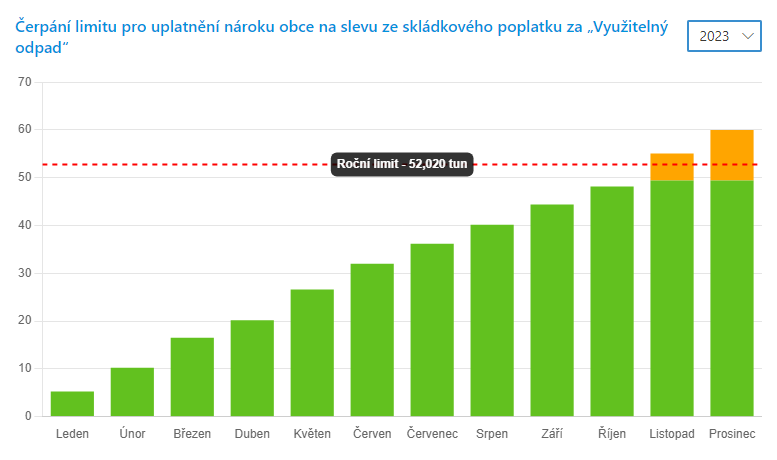 Čerpání limitu pro uplatnění nároku obce na slevu ze skládkového poplatku za „Využitelný
odpad“
2023
70
60
Roční limit - 52,020 tun
50
40
30
20
10
0
Leden Únor Březen Duben Květen Červen Červenec Srpen Září Říjen Listopad Prosinec